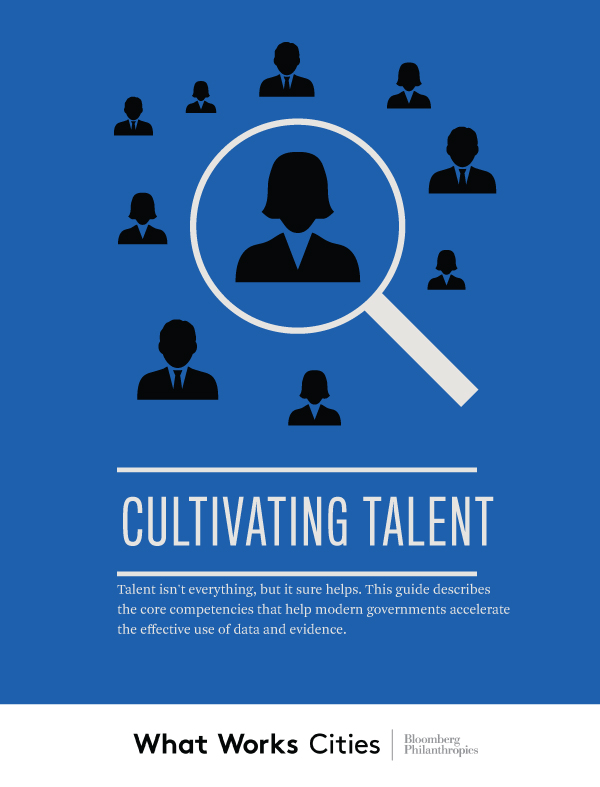 CULTIVATING TALENT
Talent isn't everything, but it sure helps. This guide describes
the core competencies that help modern governments accelerate
the effective use of data and evidence.
What Works Cities
Bloomberg
Philanthropies